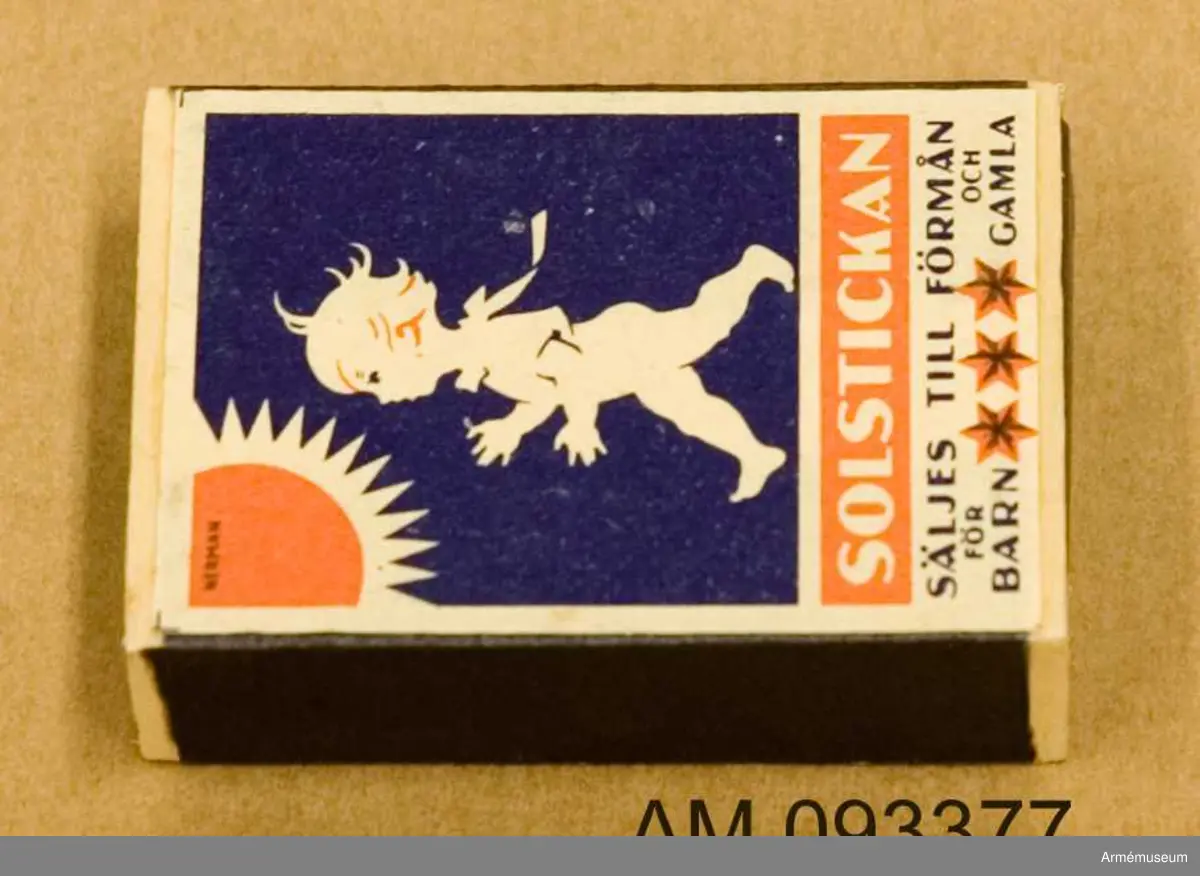 NERMAN
SOLSTICKAN
SÄLJES TILL FÖRMÅN
FÖR OCH
BARN GAMLA
AM 093377
Armémuseum